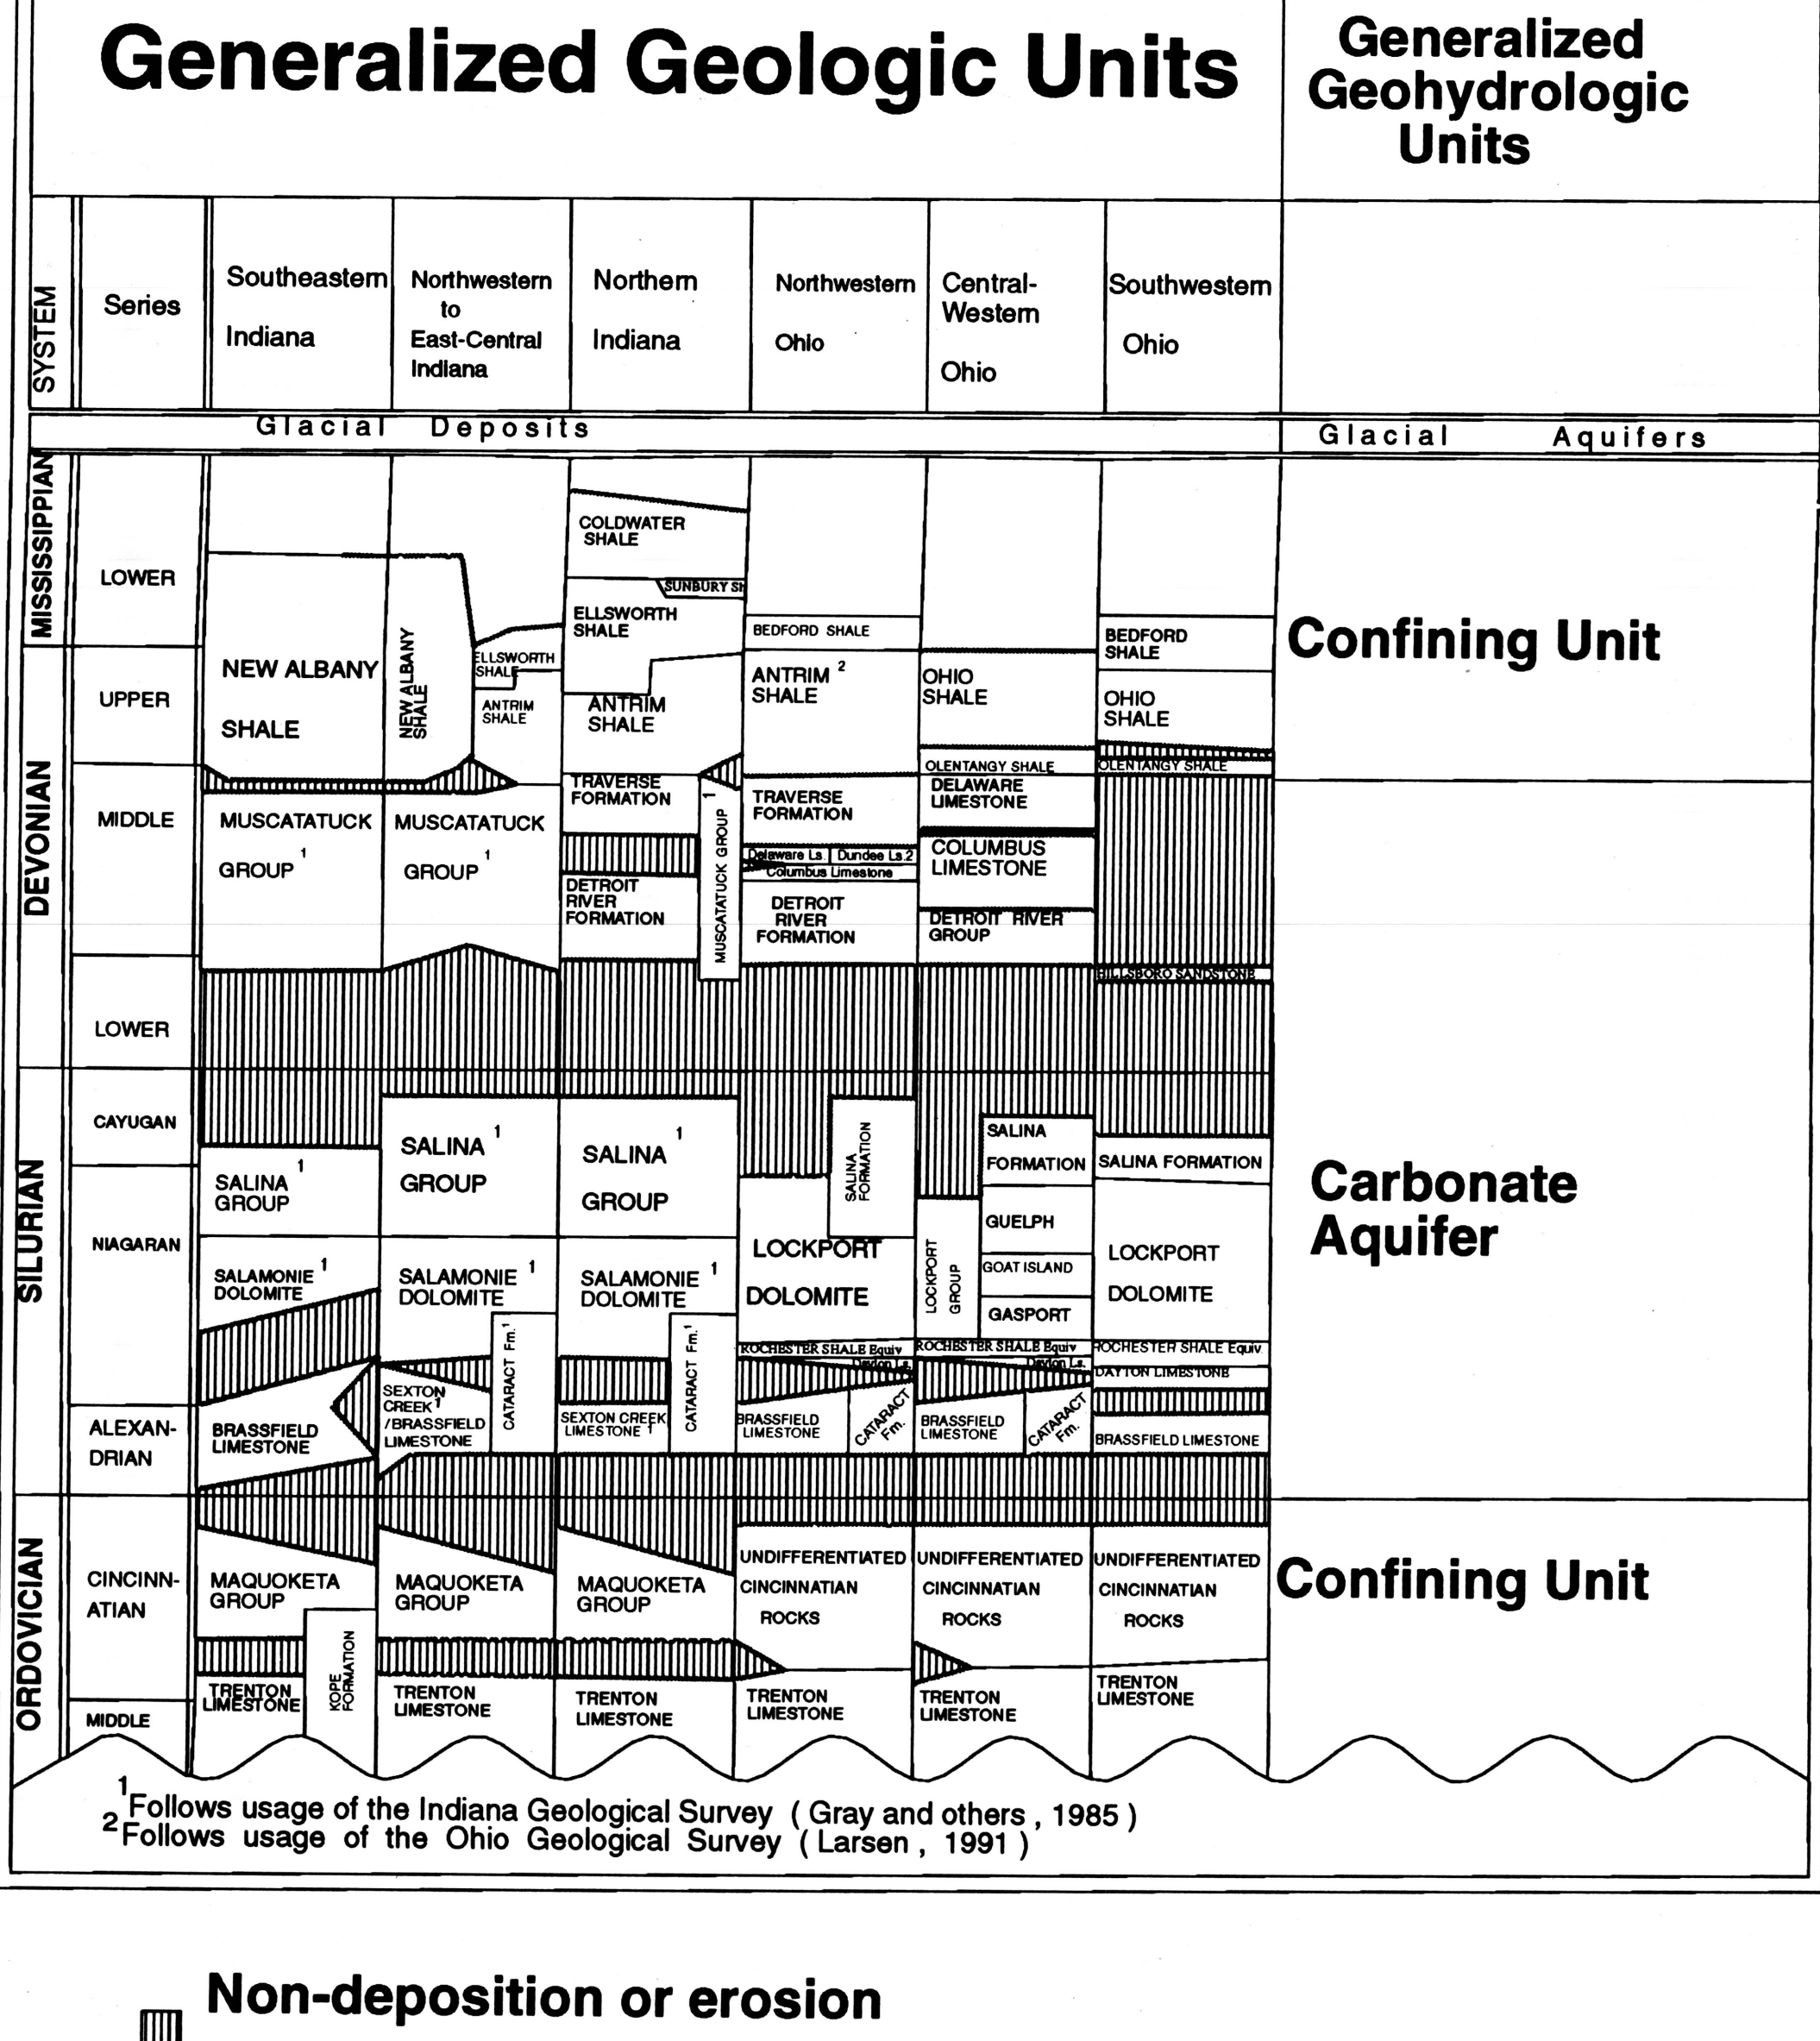 Generalized Geologic Units
Generalized
Geohydrologic
Units
SYSTEM
Series
Southeastern
Indiana
Northwestern
to
East-Central
Indiana
Northern
Indiana
Northwestern
Ohio
Central-
Western
Ohio
Southwestern
Ohio
Glacial Deposits
Glacial Aquifers
MISSISSIPPIAN
DEVONIAN
SILURIAN
ORDOVICIAN
LOWER
UPPER
MIDDLE
LOWER
CAYUGAN
NIAGARAN
ALEXAN-
DRIAN
CINCINN-
ATIAN
MIDDLE
NEW ALBANY
SHALE
MUSCATATUCK
GROUP 1
SALINA 1
GROUP
SALAMONIE 1
DOLOMITE
BRASSFIELD
LIMESTONE
MAQUOKETA
GROUP
KOPE
FORMATION
TRENTON
LIMESTONE
NEW ALBANY
SHALE
ELLSWORTH
SHALE
ANTRIM
SHALE
MUSCATATUCK
GROUP 1
SALINA 1
GROUP
SALAMONIE 1
DOLOMITE
CATARACT Fm.1
SEXTON
CREEK1
/BRASSFIELD
LIMESTONE
MAQUOKETA
GROUP
TRENTON
LIMESTONE
COLDWATER
SHALE
SUNBURY SH
ELLSWORTH
SHALE
ANTRIM
SHALE
TRAVERSE
FORMATION
MUSCATATUCK GROUP 1
DETROIT
RIVER
FORMATION
SALINA 1
GROUP
SALAMONIE 1
DOLOMITE
CATARACT Fm.1
SEXTON CREEK
LIMESTONE 1
MAQUOKETA
GROUP
TRENTON
LIMESTONE
BEDFORD SHALE
ANTRIM 2
SHALE
TRAVERSE
FORMATION
Delaware Ls. Dundee Ls.2
Columbus Limestone
DETROIT
RIVER
FORMATION
SALINA
FORMATION
LOCKPORT
DOLOMITE
ROCHESTER SHALE Equiv
Dayton Ls.
BRASSFIELD
LIMESTONE
CATARACT
Fm.
UNDIFFERENTIATED
CINCINNATIAN
ROCKS
TRENTON
LIMESTONE
OHIO
SHALE
OLENTANGY SHALE
DELAWARE
LIMESTONE
COLUMBUS
LIMESTONE
DETROIT RIVER
GROUP
SALINA
FORMATION
LOCKPORT
GROUP
GUELPH
GOAT ISLAND
GASPORT
ROCHESTER SHALE Equiv
Dayton Ls.
BRASSFIELD
LIMESTONE
CATARACT
Fm.
UNDIFFERENTIATED
CINCINNATIAN
ROCKS
TRENTON
LIMESTONE
BEDFORD
SHALE
OHIO
SHALE
OLENTANGY SHALE
HILLSBORO SANDSTONE
SALINA FORMATION
LOCKPORT
DOLOMITE
ROCHESTER SHALE Equiv.
DAYTON LIMESTONE
BRASSFIELD LIMESTONE
UNDIFFERENTIATED
CINCINNATIAN
ROCKS
TRENTON
LIMESTONE
Confining Unit
Carbonate
Aquifer
Confining Unit
1Follows usage of the Indiana Geological Survey ( Gray and others , 1985 )
2Follows usage of the Ohio Geological Survey ( Larsen , 1991 )
Non-deposition or erosion